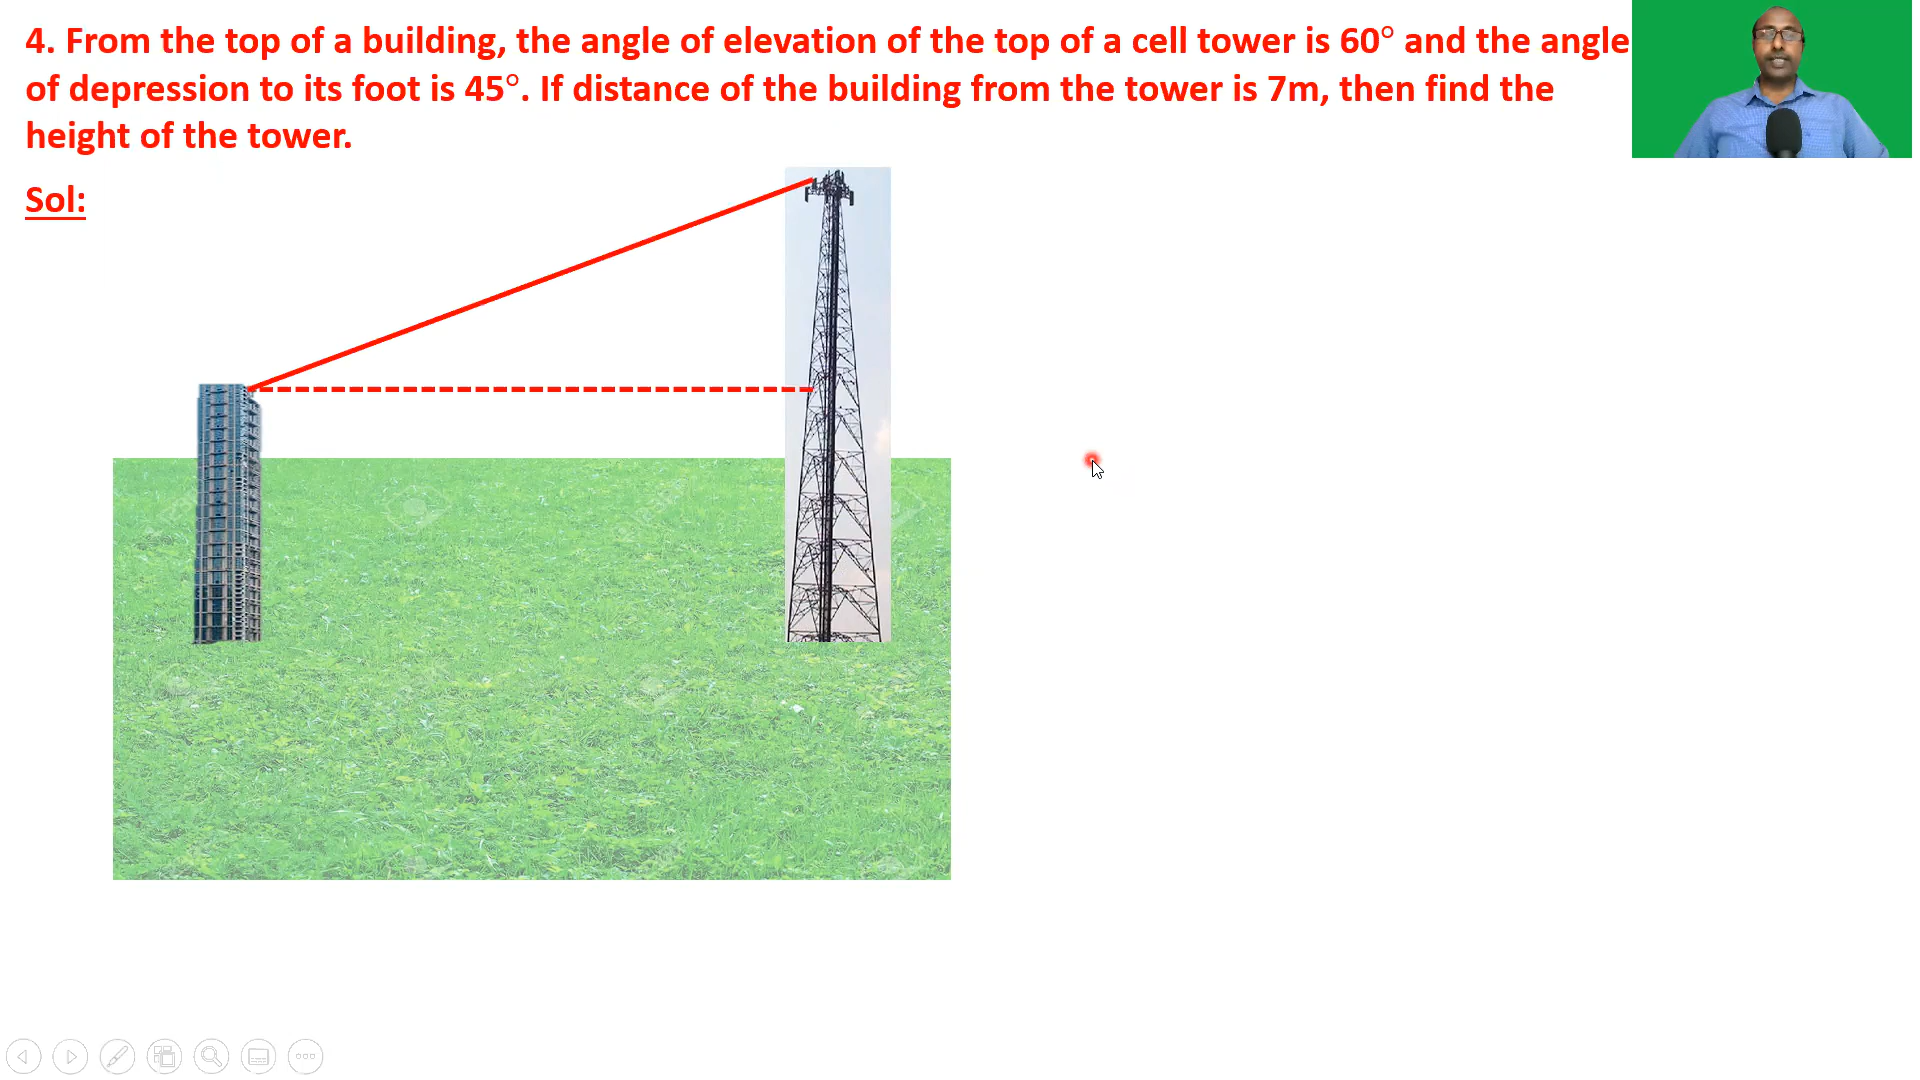 4. From the top of a building, the angle of elevation of the top of a cell tower is 60° and the angle
of depression to its foot is 45°. If distance of the building from the tower is 7m, then find the
height of the tower.
Sol: